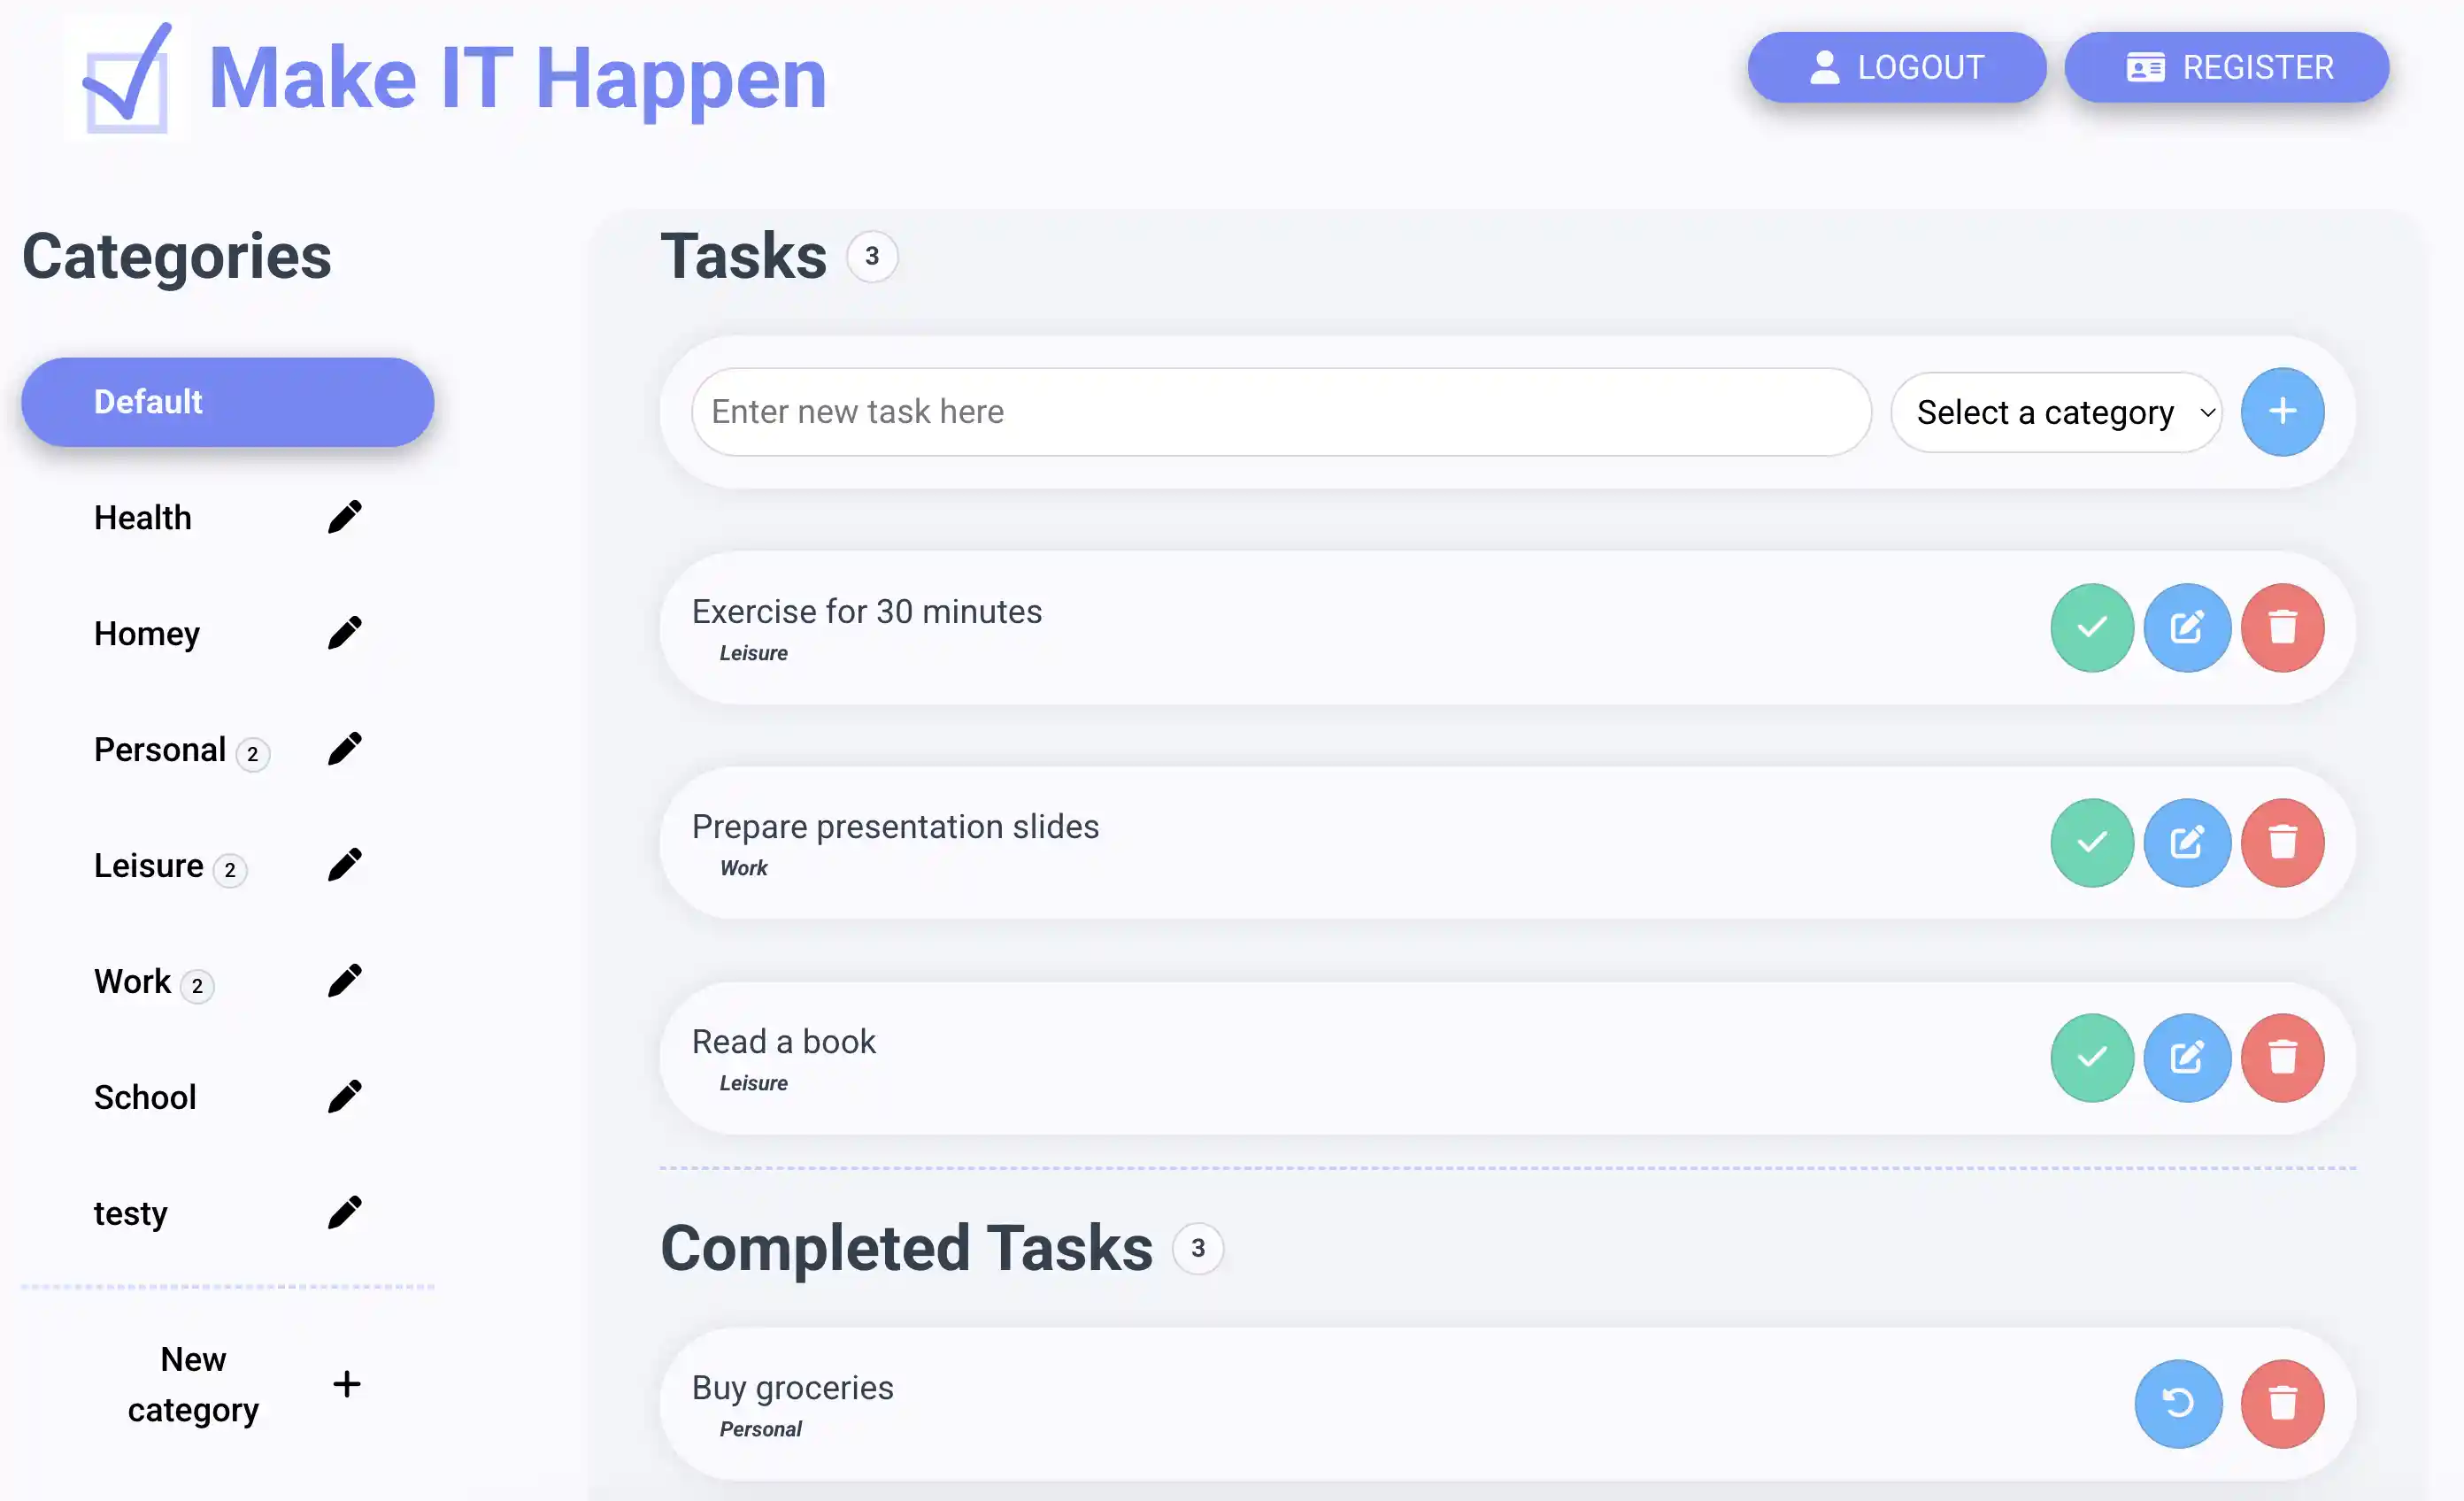 Make IT Happen
LOGOUT
REGISTER
Categories
Default
Health
Homey
Personal 2
Leisure 2
Work 2
School
testy
New
category
Tasks 3
Enter new task here
Select a category
Exercise for 30 minutes
Leisure
Prepare presentation slides
Work
Read a book
Leisure
Completed Tasks 3
Buy groceries
Personal